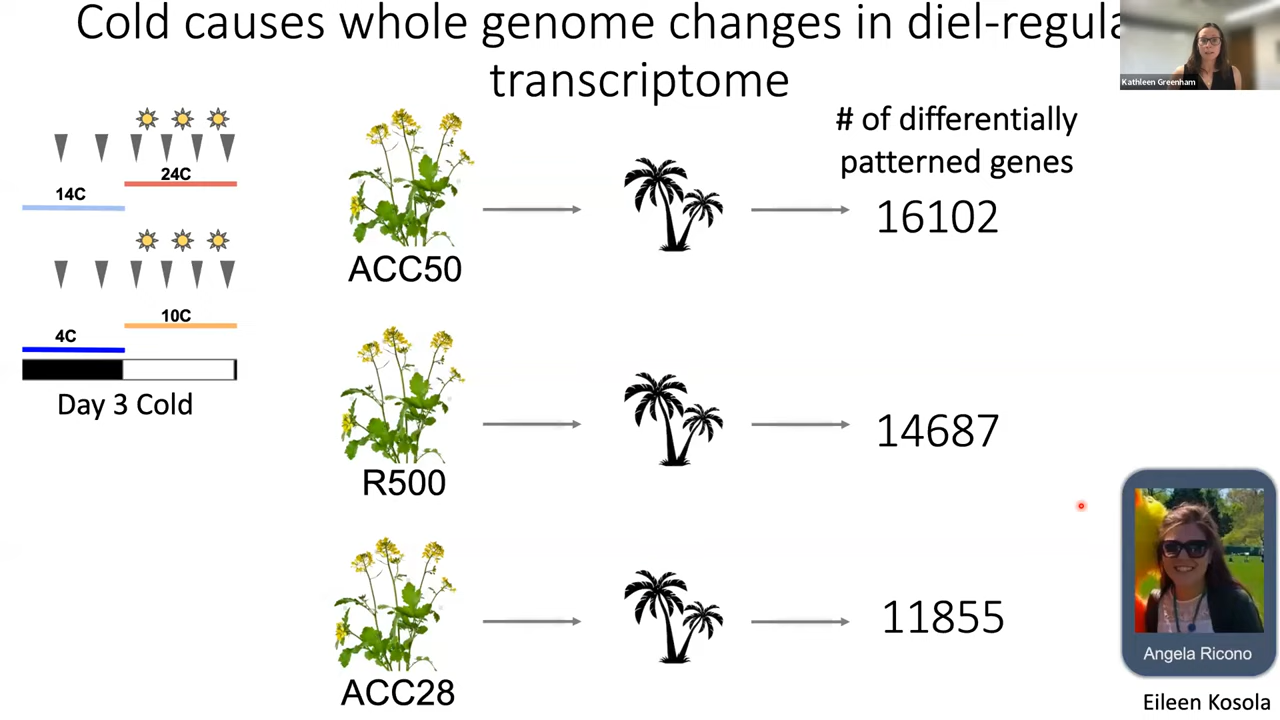 Cold causes whole genome changes in diel-regula
transcriptome
Kathleen Greenham
# of differentially
patterned genes
24C
14C
10C
4C
Day 3 Cold
ACC50
16102
R500
14687
ACC28
11855
Angela Ricono
Eileen Kosola